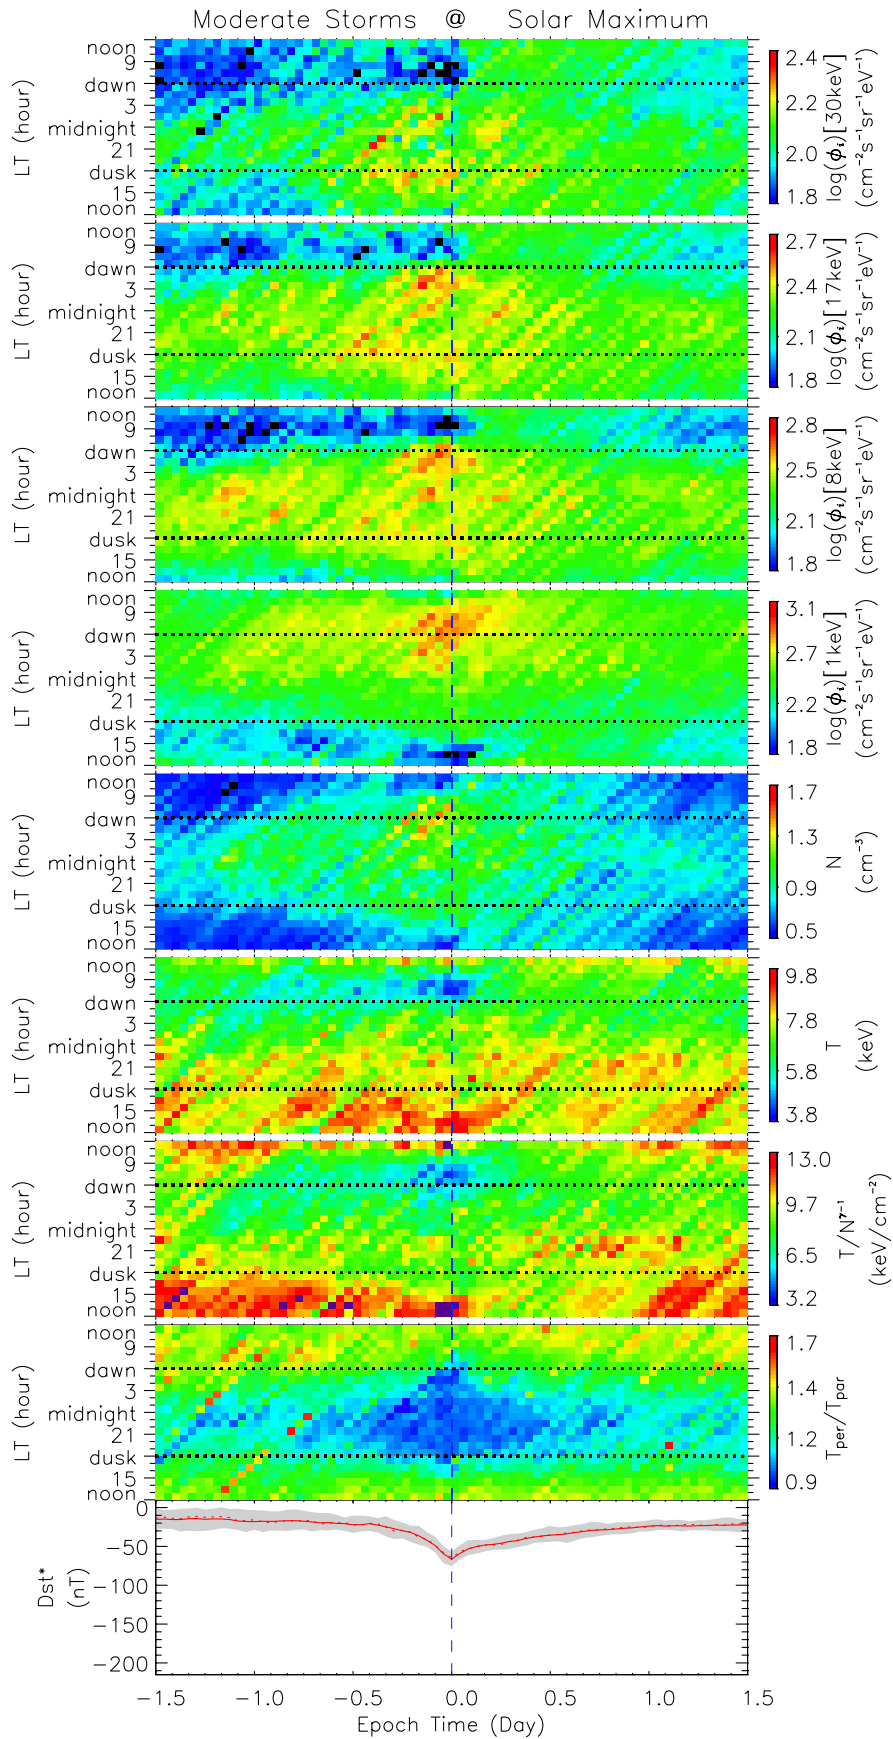 Moderate Storms @ Solar Maximum
noon
9
dawn
3
midnight
21
dusk
15
noon
LT (hour)
2.4
2.2
2.0
1.8
log(ϕi)[30keV]
(cm⁻²s⁻¹sr⁻¹eV⁻¹)
noon
9
dawn
3
midnight
21
dusk
15
noon
LT (hour)
2.7
2.4
2.1
1.8
log(ϕi)[17keV]
(cm⁻²s⁻¹sr⁻¹eV⁻¹)
noon
9
dawn
3
midnight
21
dusk
15
noon
LT (hour)
2.8
2.5
2.1
1.8
log(ϕi)[8keV]
(cm⁻²s⁻¹sr⁻¹eV⁻¹)
noon
dawn
3
midnight
21
dusk
15
noon
LT (hour)
3.1
2.7
2.2
1.8
log(ϕi)[1keV]
(cm⁻²s⁻¹sr⁻¹eV⁻¹)
noon
9
dawn
3
midnight
21
dusk
15
noon
LT (hour)
1.7
1.3
0.9
0.5
N
(cm⁻³)
noon
9
dawn
3
midnight
21
dusk
15
noon
LT (hour)
9.8
7.8
5.8
3.8
T
(keV)
noon
9
dawn
3
midnight
21
dusk
15
noon
LT (hour)
13.0
9.7
6.5
3.2
T/N^γ⁻¹
(keV/cm⁻²)
noon
9
dawn
3
midnight
21
dusk
15
noon
LT (hour)
1.7
1.4
1.2
0.9
Tper/Tpar
0
−50
−100
−150
−200
Dst*
(nT)
−1.5 −1.0 −0.5 0.0 0.5 1.0 1.5
Epoch Time (Day)